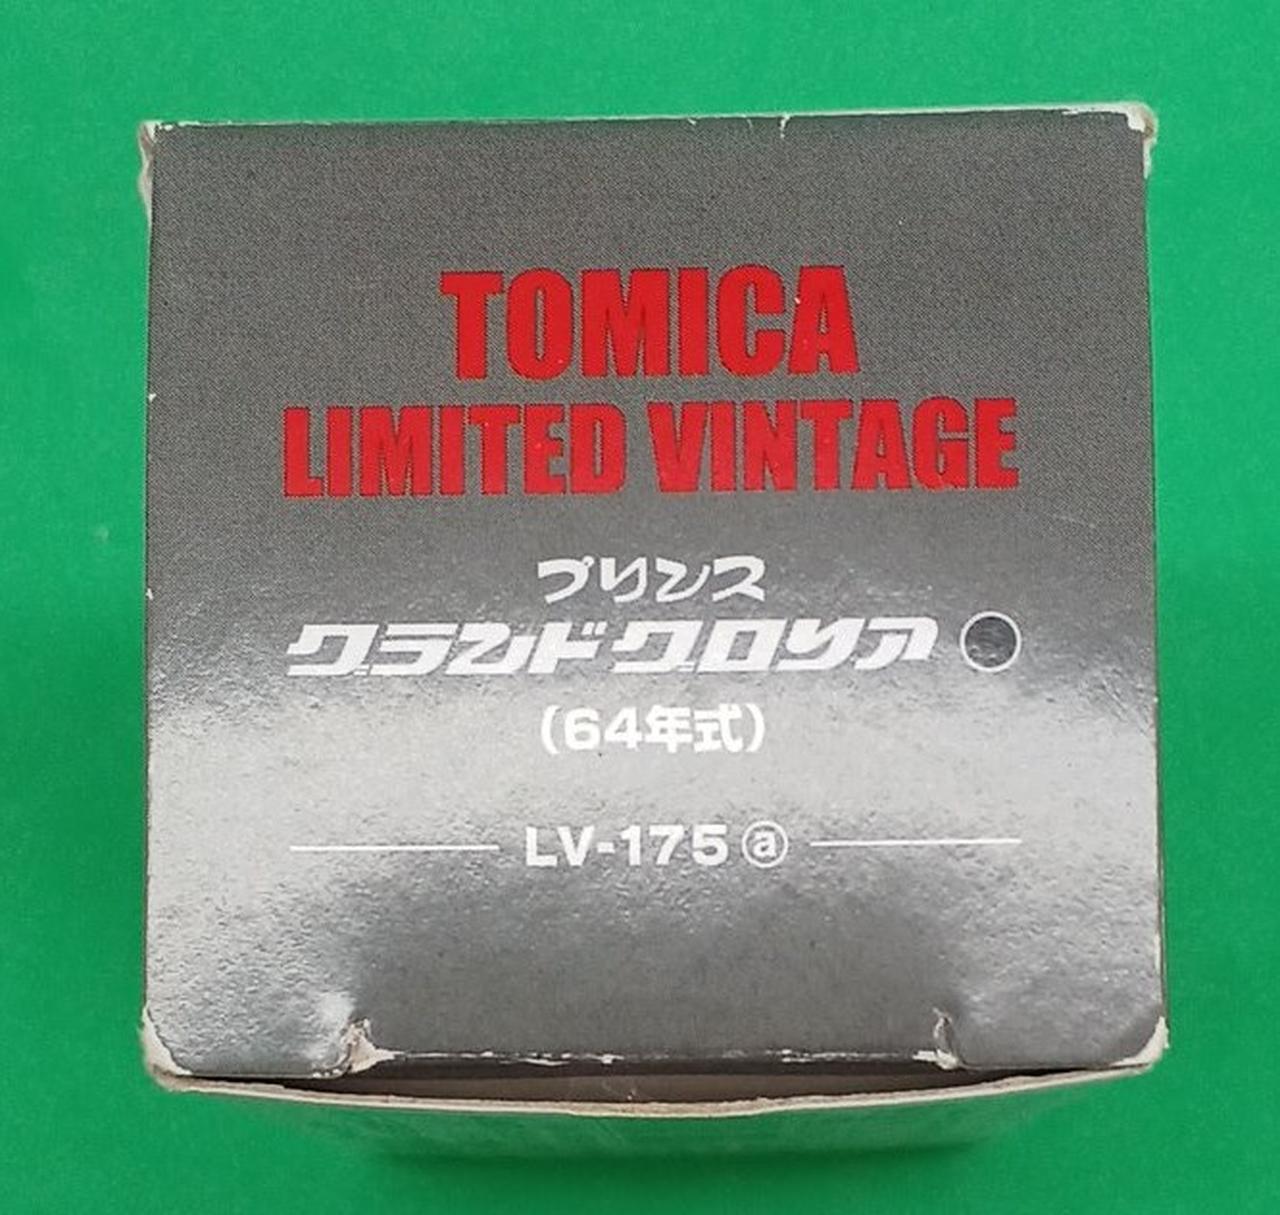 TOMICA
LIMITED VINTAGE
プリンス
グランドグロリア
(64年式)
LV-175 ⓐ